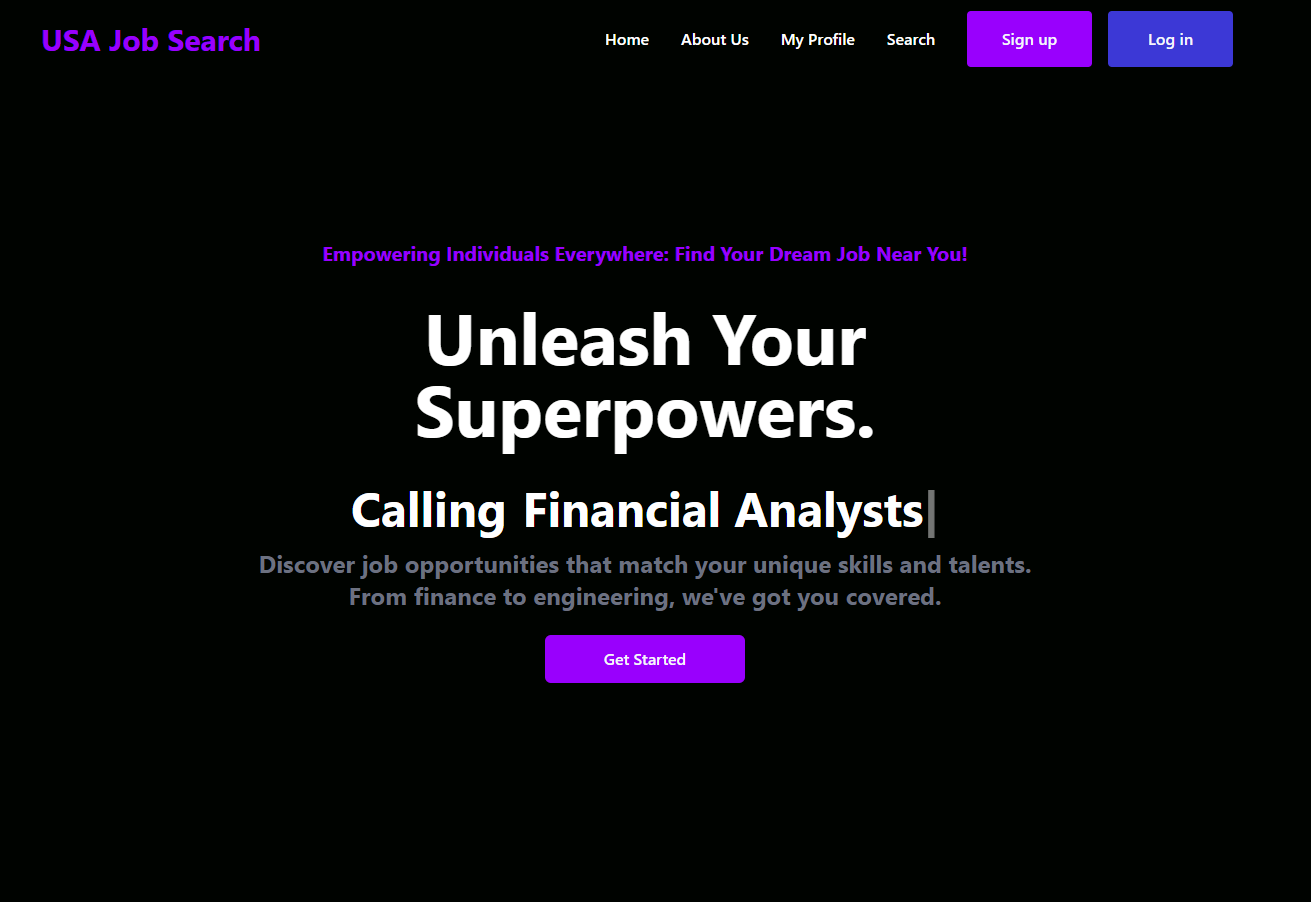 USA Job Search
Home
About Us
My Profile
Search
Sign up
Log in
Empowering Individuals Everywhere: Find Your Dream Job Near You!
Unleash Your
Superpowers.
Calling Financial Analysts|
Discover job opportunities that match your unique skills and talents.
From finance to engineering, we've got you covered.
Get Started